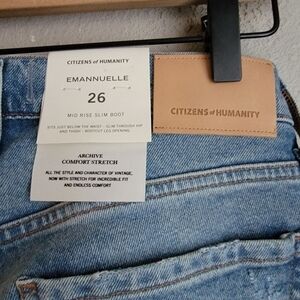 CITIZENS of HUMANITY
EMANNUELLE
26
MID RISE SLIM BOOT
SITS JUST BELOW THE WAIST - SLIM THROUGH HIP
AND THIGH - BOOTCUT LEG OPENING
CITIZENS of HUMANITY
ARCHIVE
COMFORT STRETCH
ALL THE STYLE AND CHARACTER OF VINTAGE,
NOW WITH STRETCH FOR INCREDIBLE FIT
AND ENDLESS COMFORT